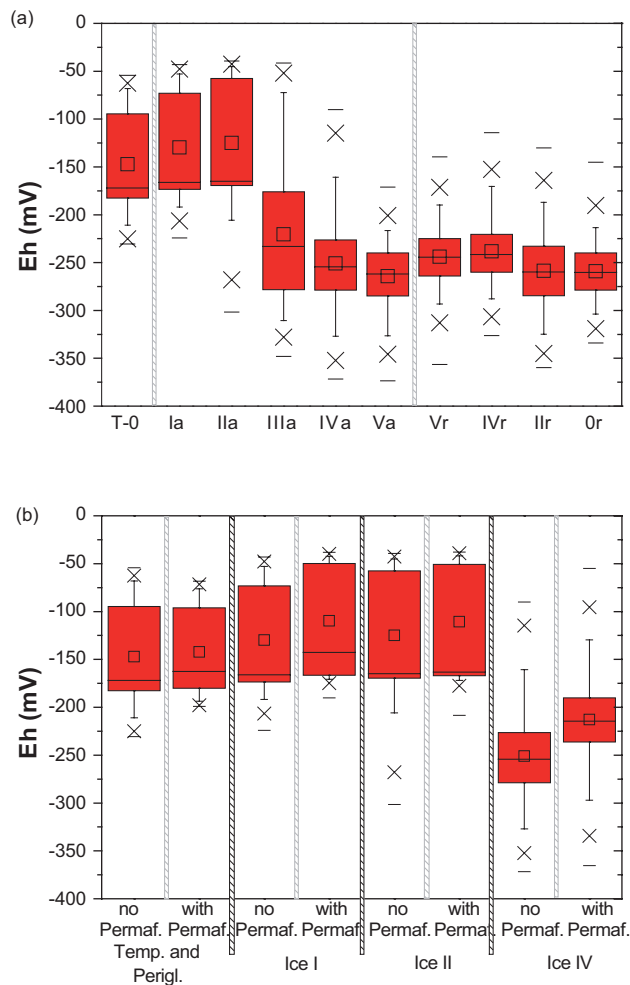 (a)
0
-50
-100
-150
-200
-250
-300
-350
-400
Eh (mV)
T-0 Ia IIa IIIa IVa Va Vr IVr IIr 0r
(b)
0
-50
-100
-150
-200
-250
-300
-350
-400
Eh (mV)
no with no with no with no with
Permaf. Permaf. Permaf. Permaf. Permaf. Permaf. Permaf. Permaf.
Temp. and
Perigl.
Ice I Ice II Ice IV